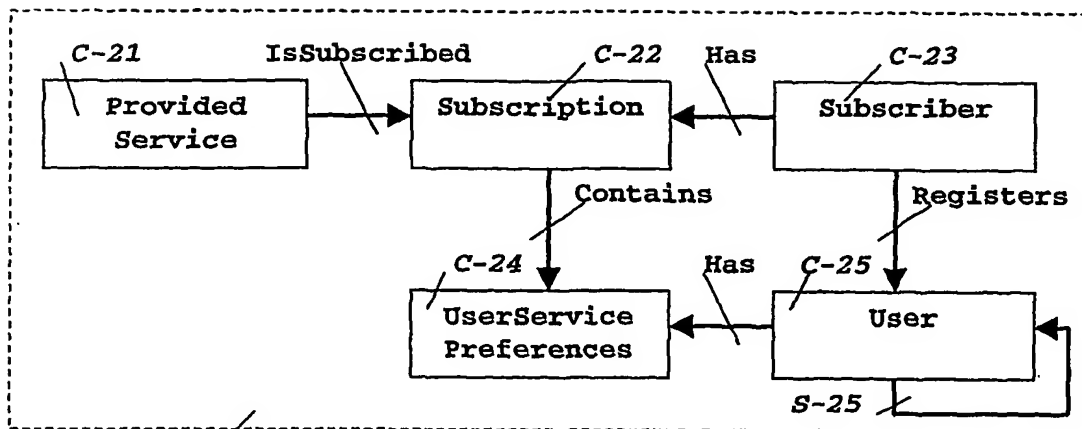 C-21
IsSubscribed
C-22
Has
C-23
Provided
Service
Subscription
Subscriber
Contains
Registers
C-24
Has
C-25
UserService
Preferences
User
S-25